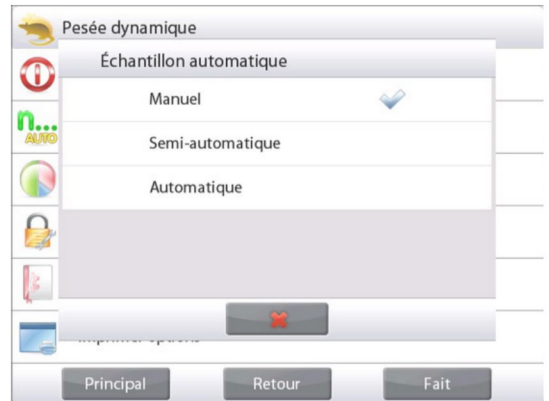 Pesée dynamique
Échantillon automatique
Manuel
n... AUTO
Semi-automatique
Automatique
Principal
Retour
Fait